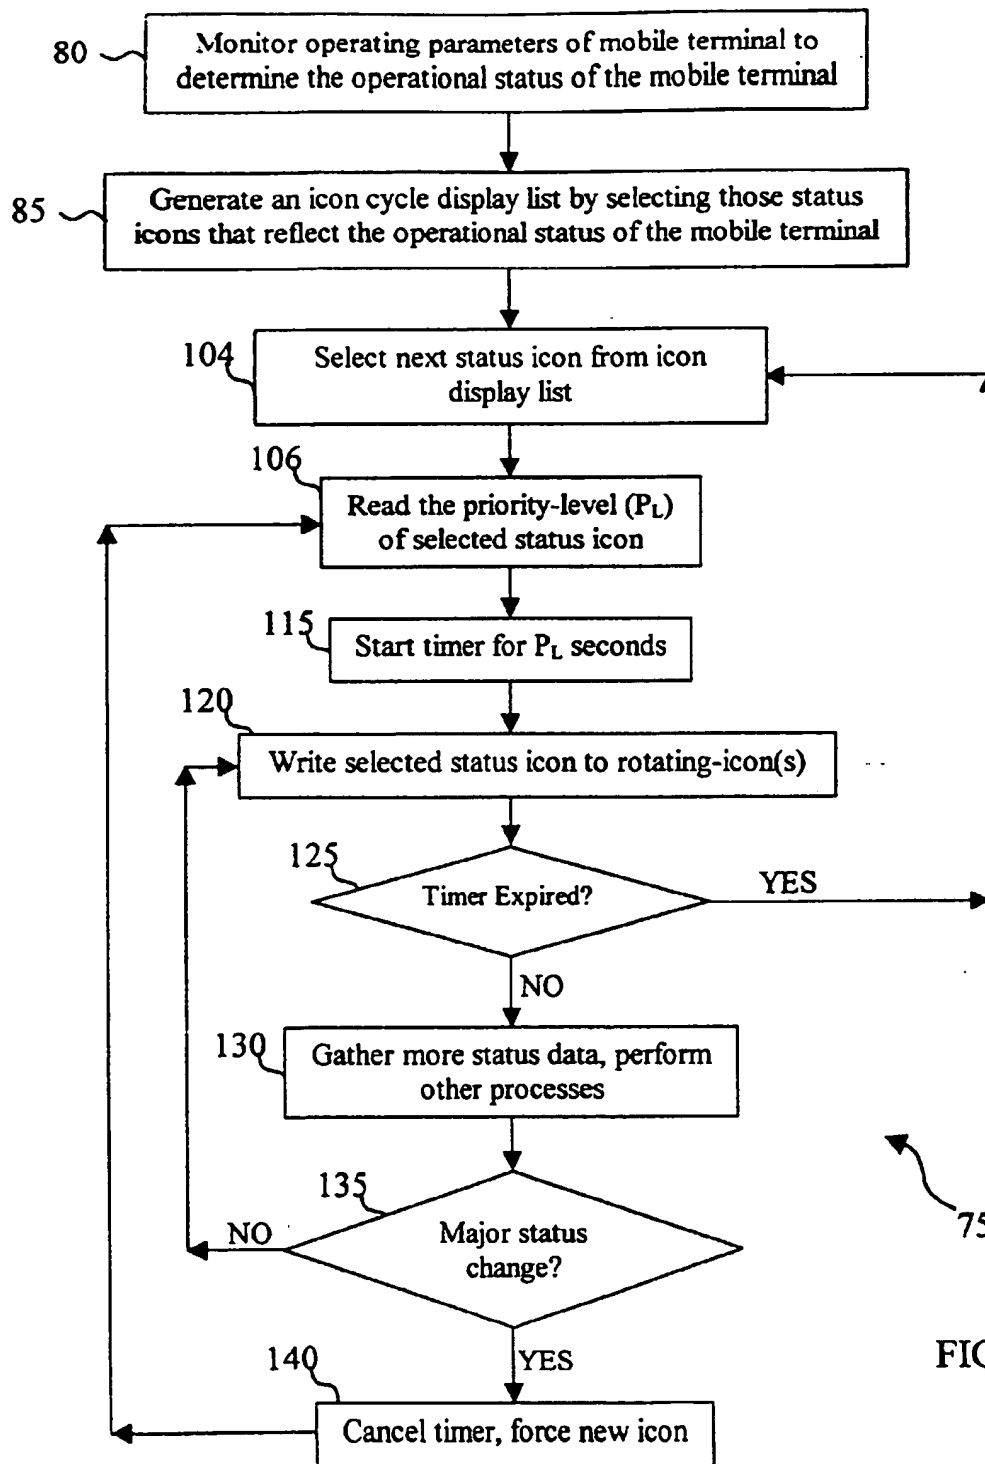 80
Monitor operating parameters of mobile terminal to
determine the operational status of the mobile terminal
85
Generate an icon cycle display list by selecting those status
icons that reflect the operational status of the mobile terminal
104
Select next status icon from icon
display list
106
Read the priority-level (PL)
of selected status icon
115
Start timer for PL seconds
120
Write selected status icon to rotating-icon(s)
125
Timer Expired?
YES
NO
130
Gather more status data, perform
other processes
135
Major status
change?
NO
75
YES
FIG
140
Cancel timer, force new icon